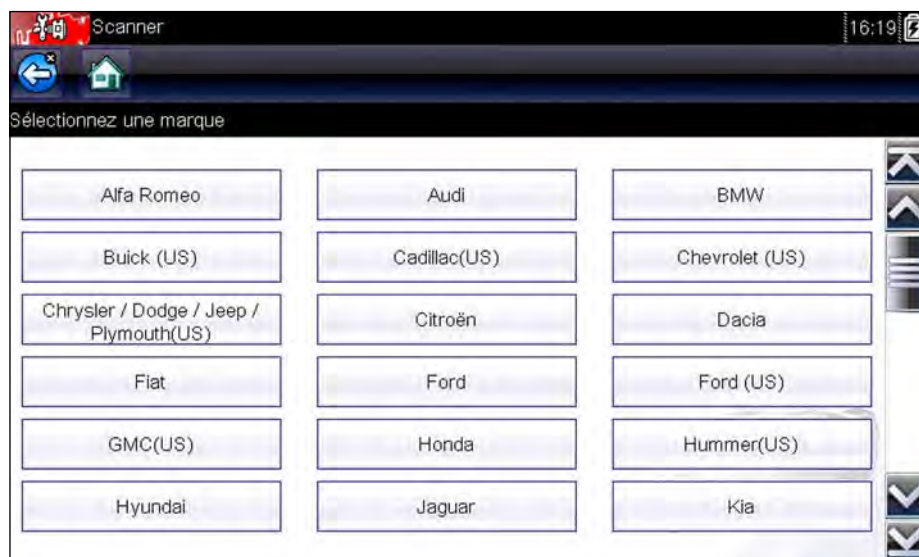 Scanner 16:19
Sélectionnez une marque
Alfa Romeo Audi BMW
Buick (US) Cadillac(US) Chevrolet (US)
Chrysler / Dodge / Jeep /
Plymouth(US) Citroën Dacia
Fiat Ford Ford (US)
GMC(US) Honda Hummer(US)
Hyundai Jaguar Kia